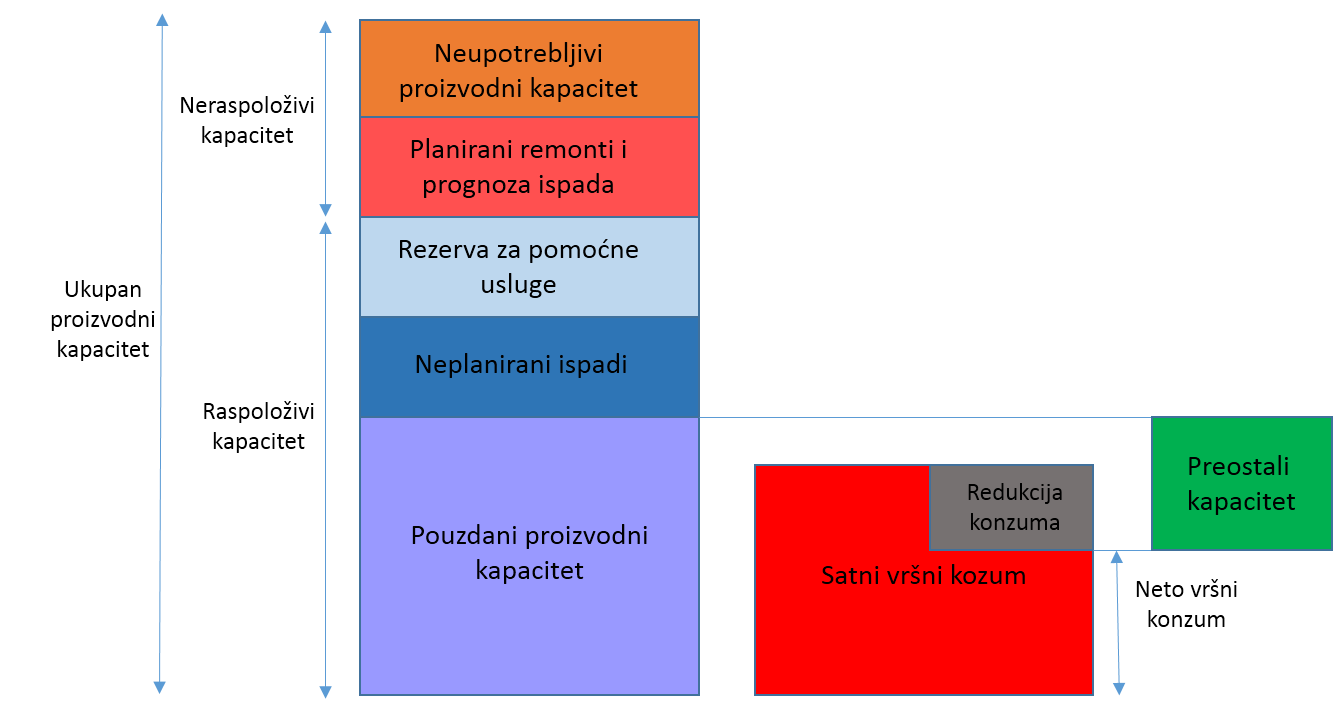 Neupotrebljivi
proizvodni kapacitet
Neraspoloživi
kapacitet
Planirani remonti i
prognoza ispada
Rezerva za pomoćne
usluge
Ukupan
proizvodni
kapacitet
Neplanirani ispadi
Raspoloživi
kapacitet
Pouzdani proizvodni
kapacitet
Redukcija
konzuma
Satni vršni kozum
Preostali
kapacitet
Neto vršni
konzum